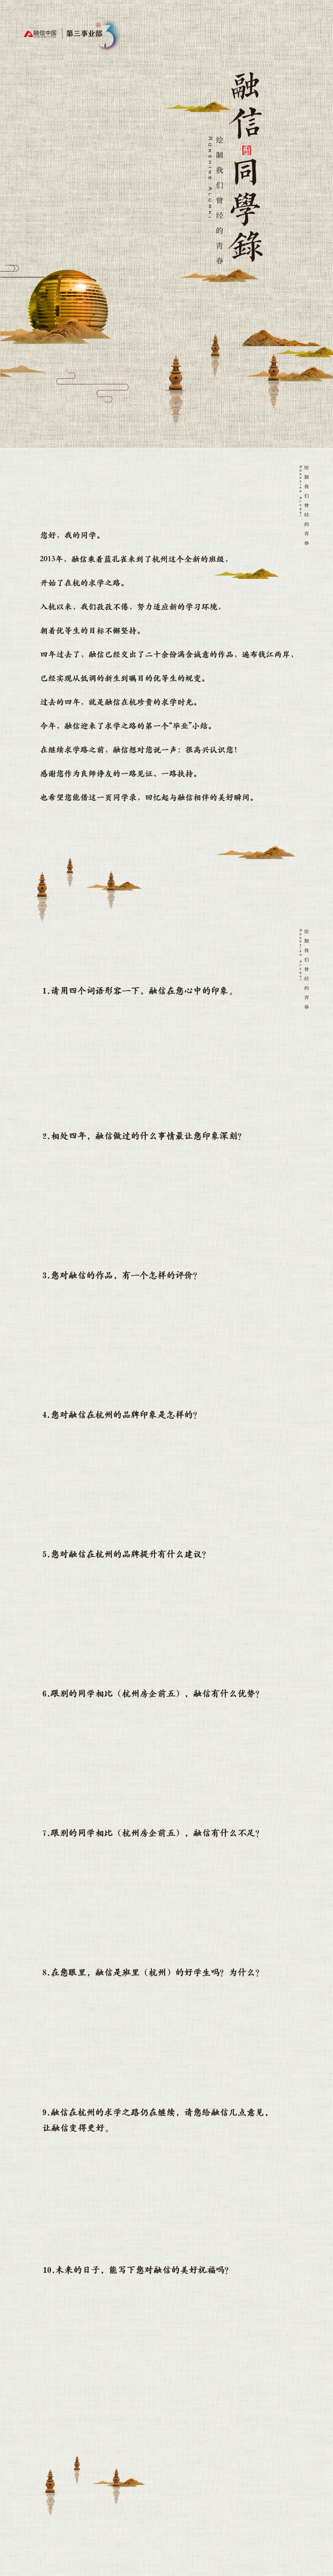 融信中国
第三事业部
融信同學錄
绘制我们曾经的青春
RONSHINE ALUMNI
绘制我们曾经的青春
您好，我的同学。
2013年，融信乘着蓝孔雀来到了杭州这个全新的班级，
开始了在杭的求学之路。
入杭以来，我们孜孜不倦，努力适应新的学习环境，
朝着优等生的目标不懈坚持。
四年过去了，融信已经交出了二十余份满含诚意的作品，遍布钱江两岸，
已经实现从低调的新生到瞩目的优等生的蜕变。
过去的四年，就是融信在杭珍贵的求学时光。
今年，融信迎来了求学之路的第一个“毕业”小结。
在继续求学路之前，融信想对您说一声：很高兴认识您！
感谢您作为良师诤友的一路见证、一路扶持。
也希望您能借这一页同学录，回忆起与融信相伴的美好瞬间。
绘制我们曾经的青春
1.请用四个词语形容一下，融信在您心中的印象。
2.相处四年，融信做过的什么事情最让您印象深刻？
3.您对融信的作品，有一个怎样的评价？
4.您对融信在杭州的品牌印象是怎样的？
5.您对融信在杭州的品牌提升有什么建议？
6.跟别的同学相比（杭州房企前五），融信有什么优势？
7.跟别的同学相比（杭州房企前五），融信有什么不足？
8.在您眼里，融信是班里（杭州）的好学生吗？为什么？
9.融信在杭州的求学之路仍在继续，请您给融信几点意见，
让融信变得更好。
10.未来的日子，能写下您对融信的美好祝福吗？